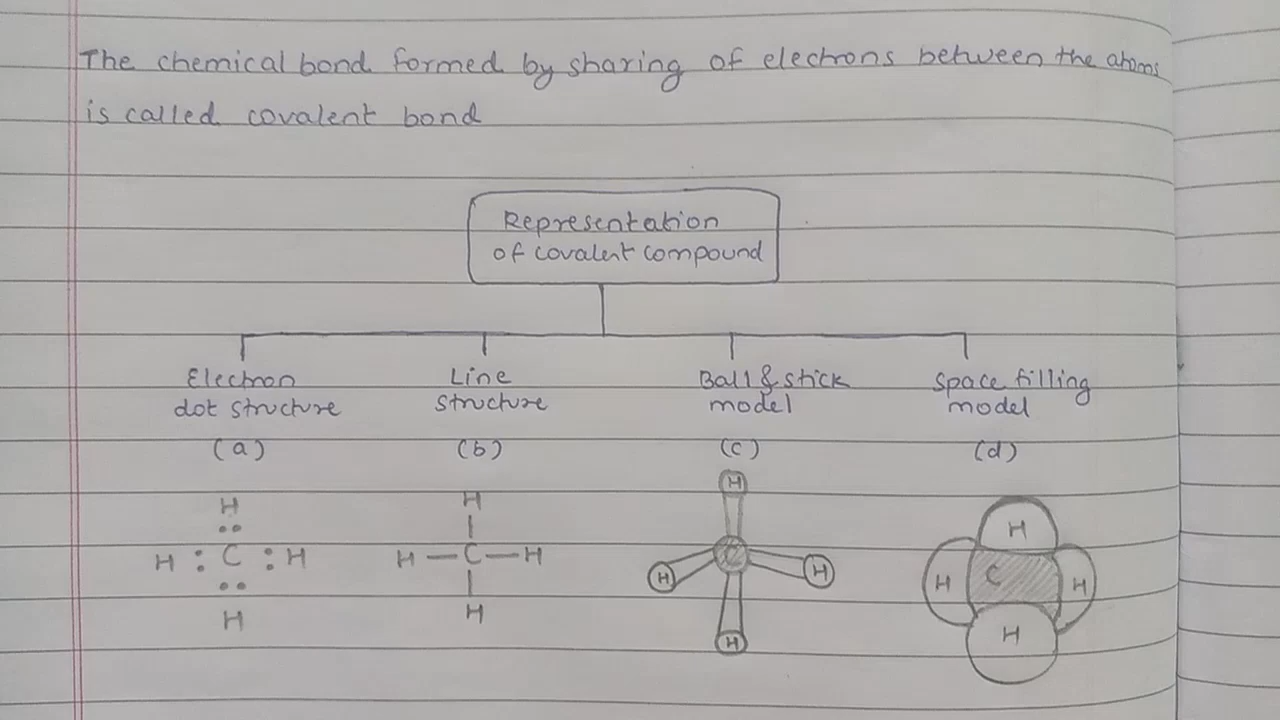 The chemical bond formed by sharing of electrons between the atoms
is called covalent bond
Representation
of covalent compound
Electron
dot structure
(a)
Line
structure
(b)
Ball & stick
model
(c)
Space filling
model
(d)
H
H : C : H
H
H
H — C — H
H
H
C
H
H
H
H
H
C
H
H